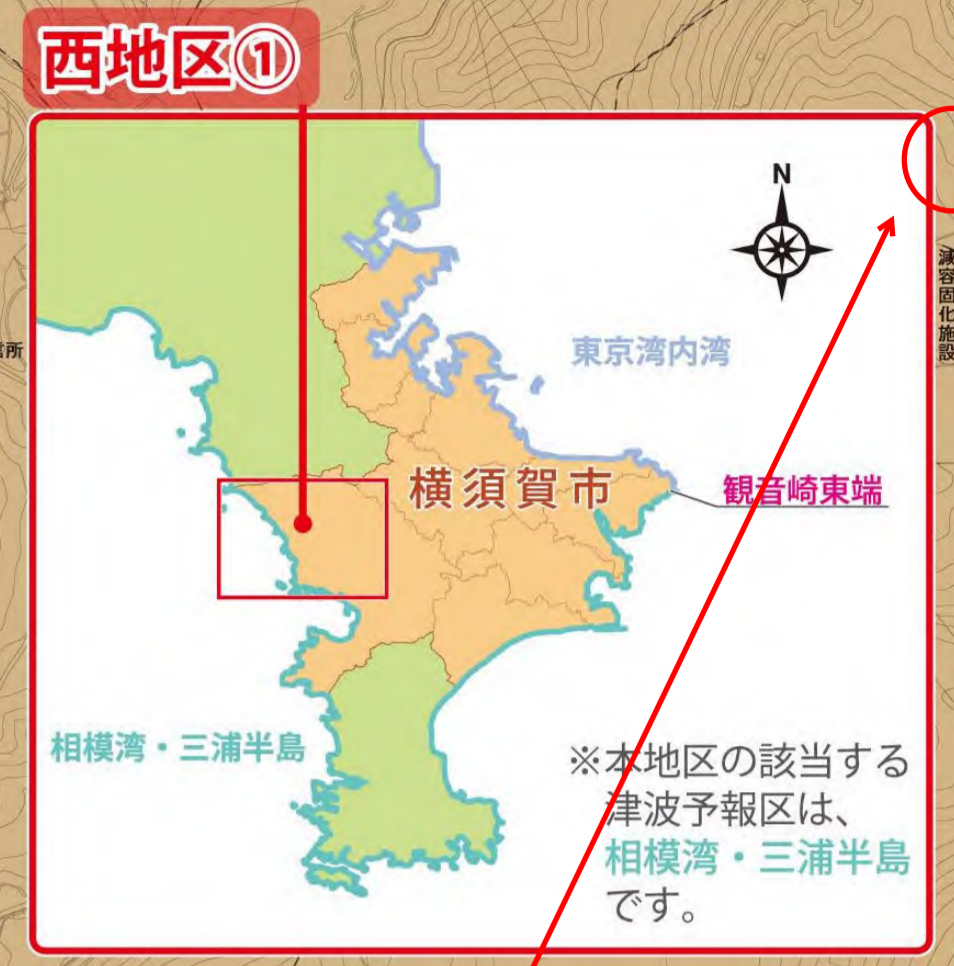 西地区①
N
東京湾内湾
横須賀市
観音崎東端
相模湾・三浦半島
※本地区の該当する
津波予報区は、
相模湾・三浦半島
です。
減容固化施設
所